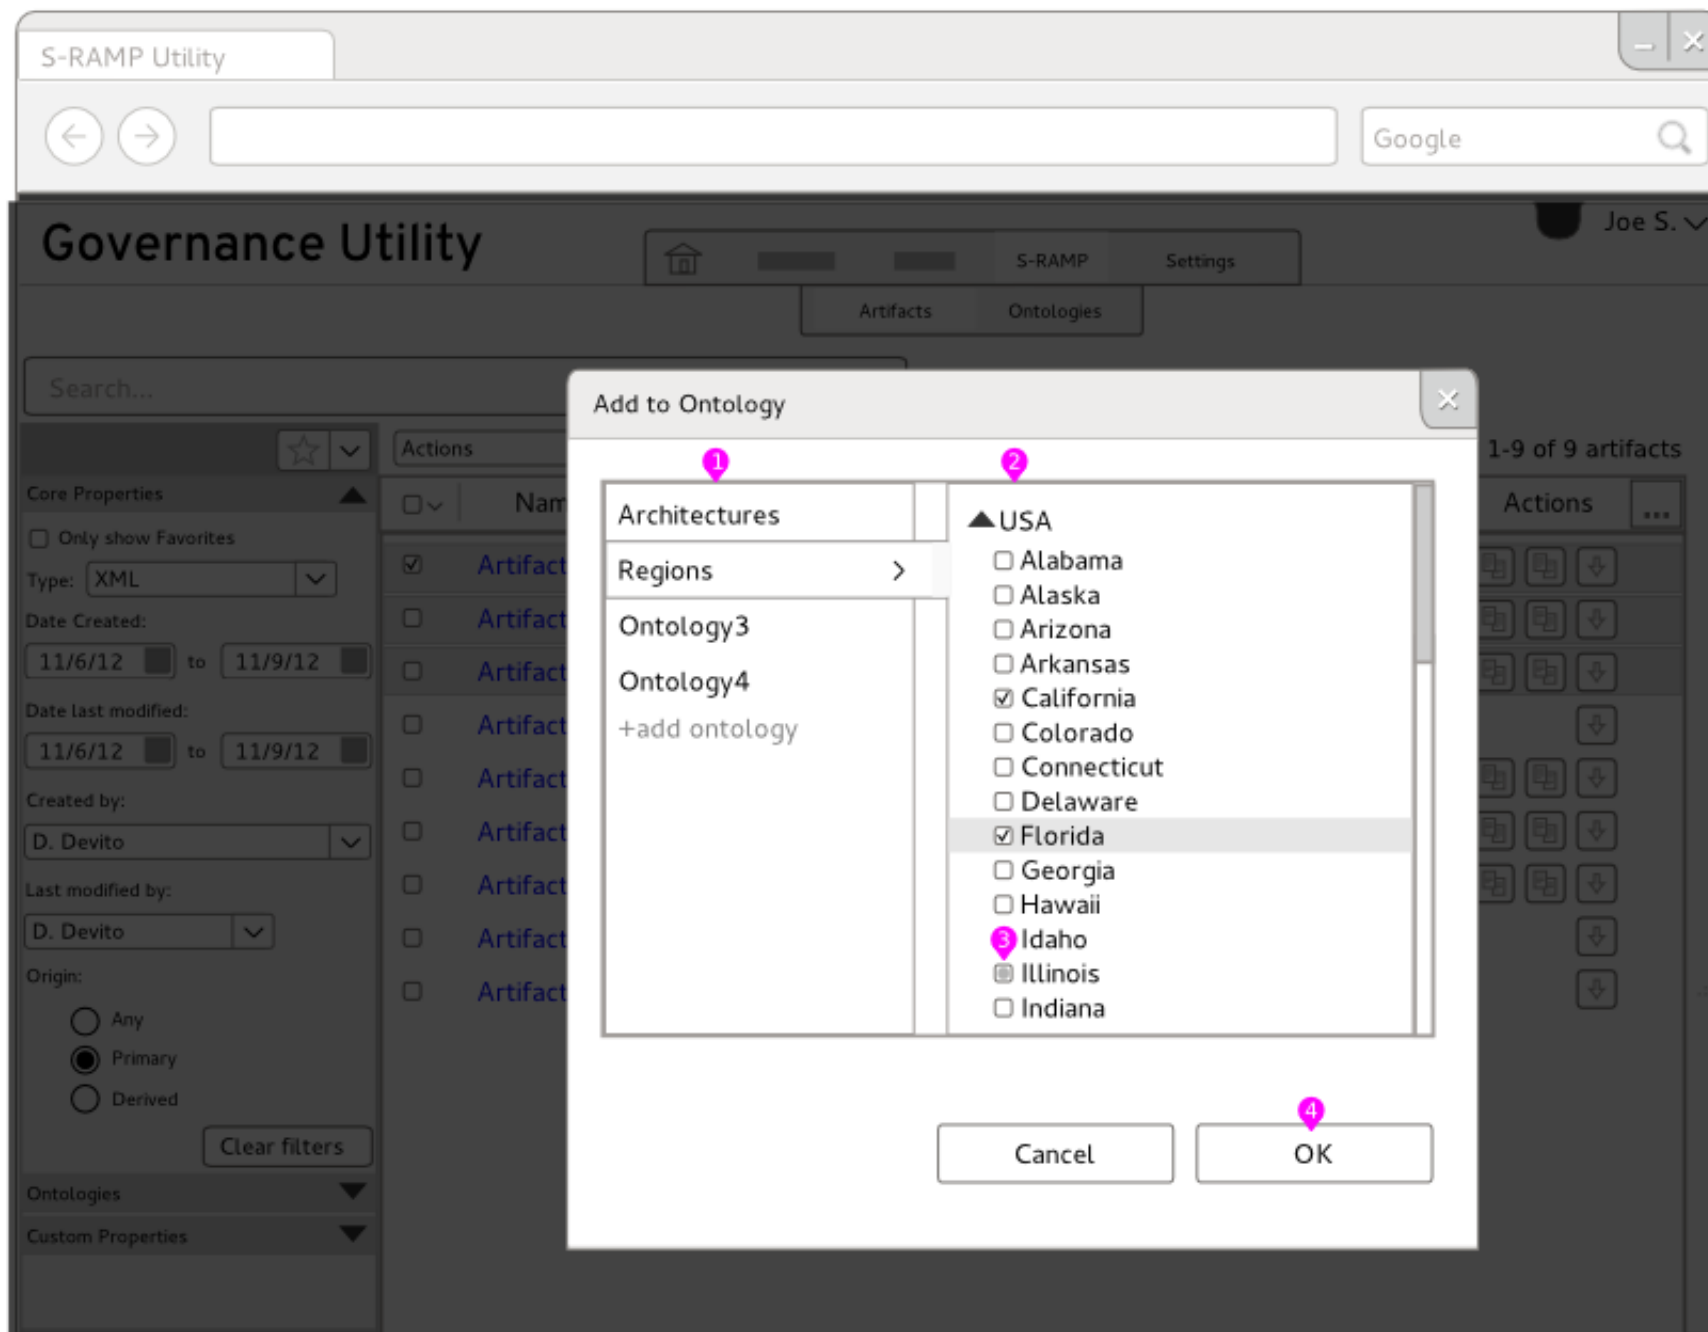 S-RAMP Utility
Google
Governance Utility
Joe S.
S-RAMP
Settings
Artifacts
Ontologies
Search...
Add to Ontology
Actions
1-9 of 9 artifacts
Core Properties
Only show Favorites
Type: XML
Date Created:
11/6/12 to 11/9/12
Date last modified:
11/6/12 to 11/9/12
Created by:
D. Devito
Last modified by:
D. Devito
Origin:
Any
Primary
Derived
Clear filters
Ontologies
Custom Properties
Nam
Actions
...
Artifact
Artifact
Artifact
Artifact
Artifact
Artifact
Artifact
Artifact
Artifact
1
Architectures
Regions
Ontology3
Ontology4
+add ontology
2
USA
Alabama
Alaska
Arizona
Arkansas
California
Colorado
Connecticut
Delaware
Florida
Georgia
Hawaii
3 Idaho
Illinois
Indiana
4
Cancel
OK